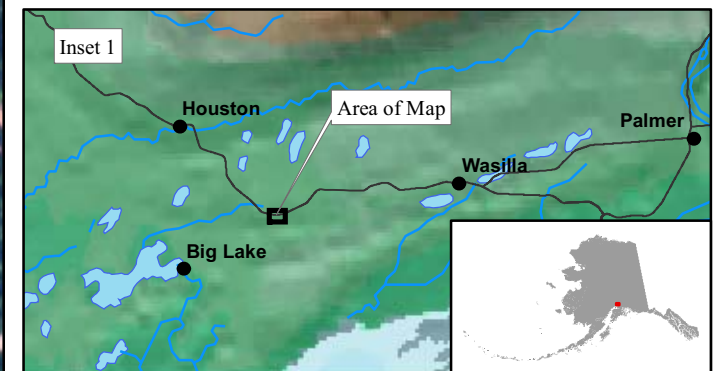 Inset 1
Houston
Area of Map
Palmer
Wasilla
Big Lake